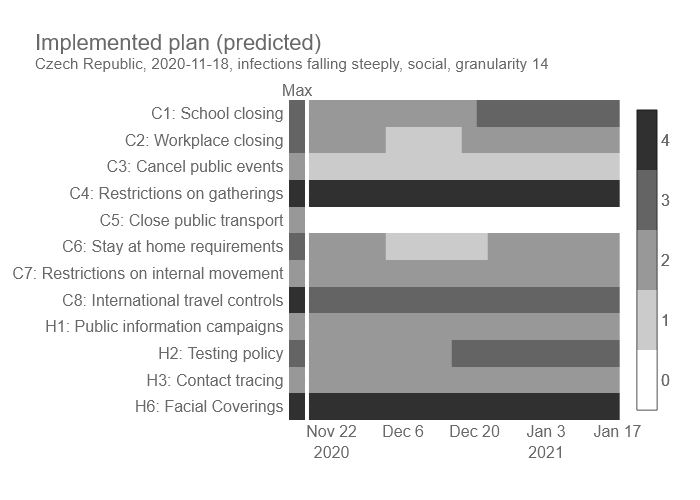 Implemented plan (predicted)
Czech Republic, 2020-11-18, infections falling steeply, social, granularity 14
Max
C1: School closing
C2: Workplace closing
C3: Cancel public events
C4: Restrictions on gatherings
C5: Close public transport
C6: Stay at home requirements
C7: Restrictions on internal movement
C8: International travel controls
H1: Public information campaigns
H2: Testing policy
H3: Contact tracing
H6: Facial Coverings
4
3
2
1
0
Nov 22 Dec 6 Dec 20 Jan 3 Jan 17
2020 2021